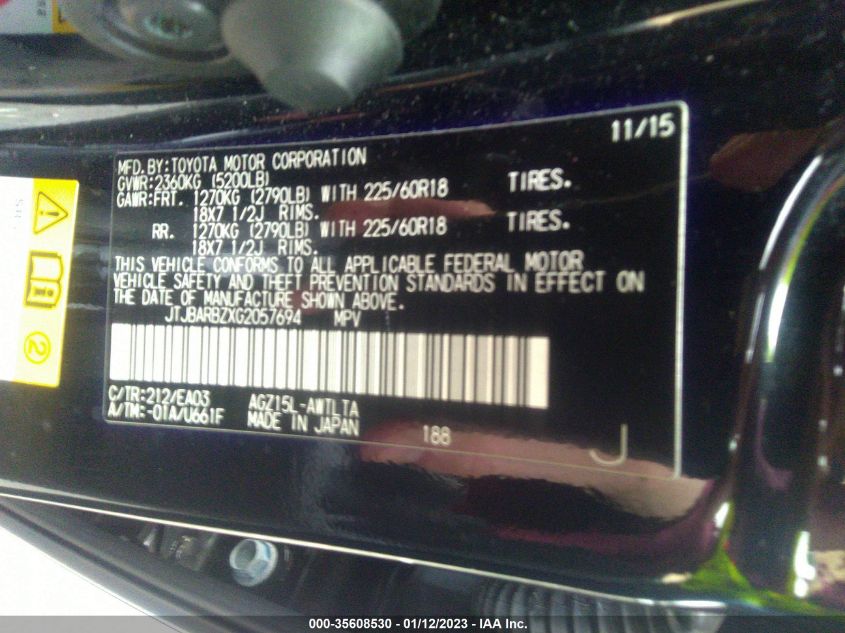 11/15
MFD.BY:TOYOTA MOTOR CORPORATION
GVWR:2360KG (5200LB)
GAWR:FRT. 1270KG (2790LB) WITH 225/60R18 TIRES.
18X7 1/2J RIMS.
RR. 1270KG (2790LB) WITH 225/60R18 TIRES.
18X7 1/2J RIMS.
THIS VEHICLE CONFORMS TO ALL APPLICABLE FEDERAL MOTOR
VEHICLE SAFETY AND THEFT PREVENTION STANDARDS IN EFFECT ON
THE DATE OF MANUFACTURE SHOWN ABOVE.
JTJBARBZXG2057694 MPV
C/TR:212/EA03 AGZ15L-AWTLTA
A/TM:-01A/U661F MADE IN JAPAN 188 J
2
000-35608530 - 01/12/2023 - IAA Inc.